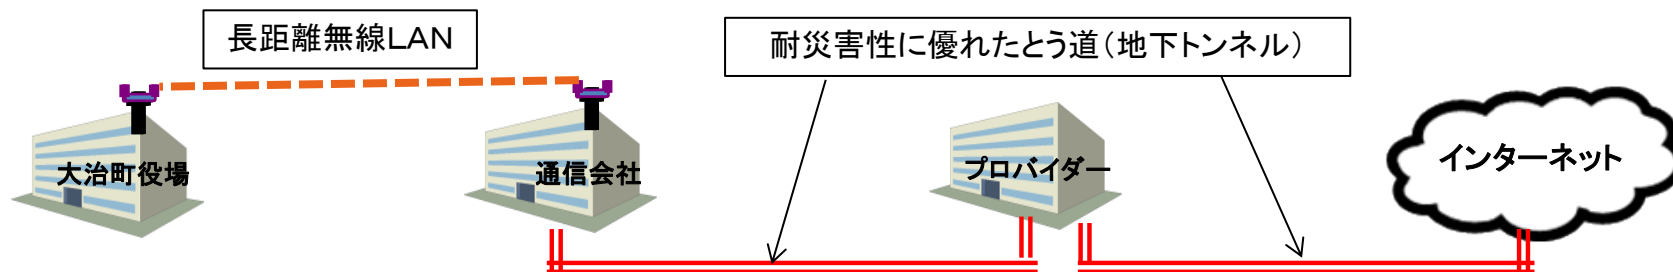 長距離無線LAN
耐災害性に優れたとう道(地下トンネル)
大治町役場
通信会社
プロバイダー
インターネット